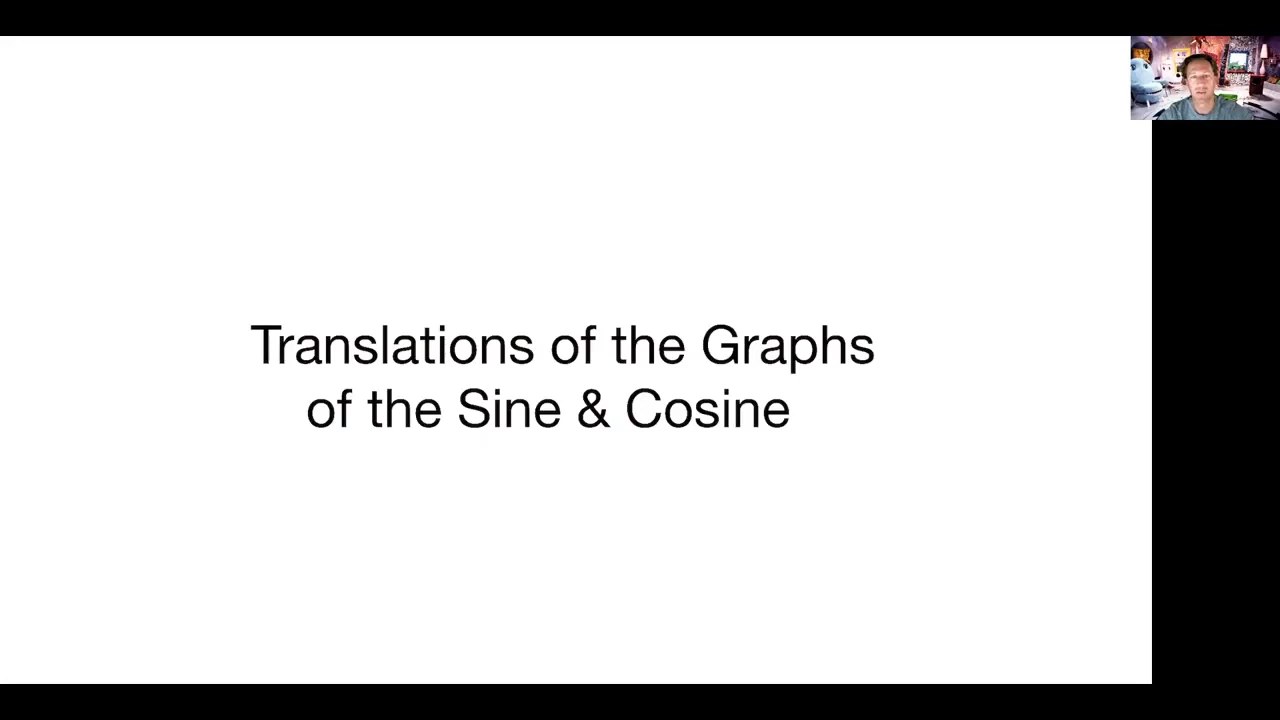 Translations of the Graphs
of the Sine & Cosine